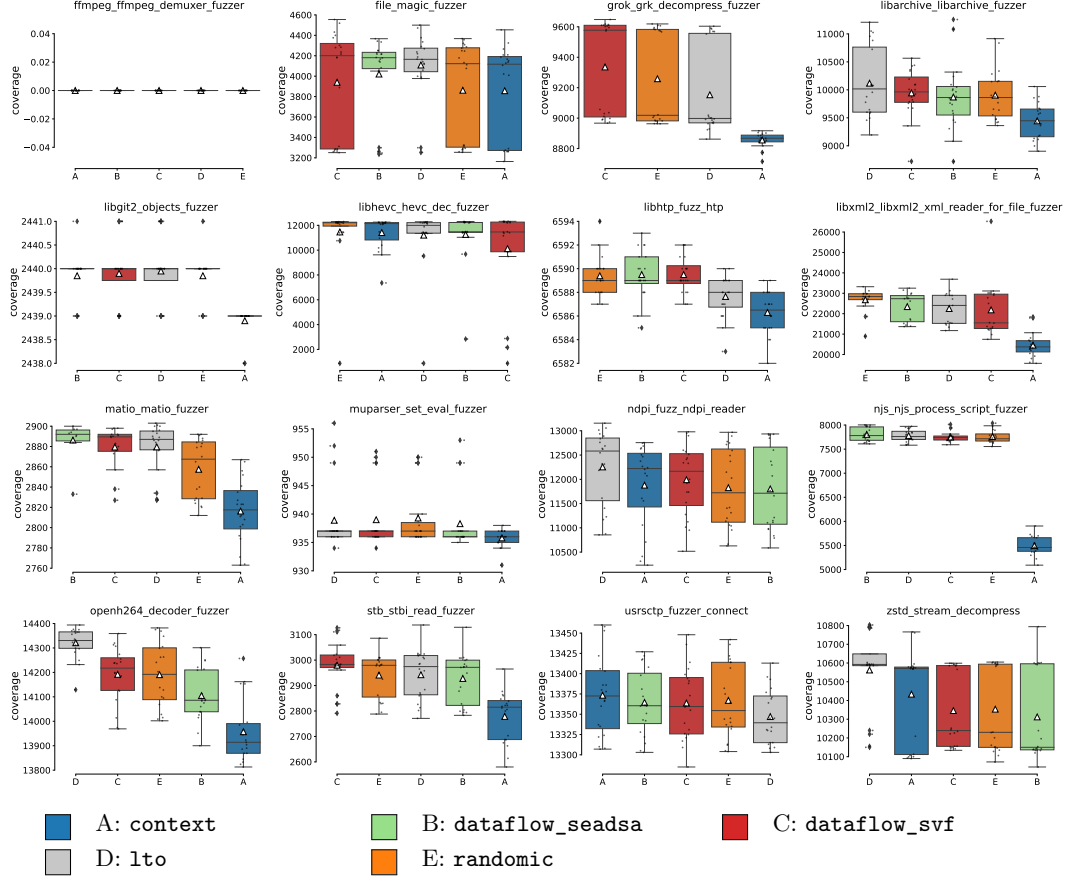 ffmpeg_ffmpeg_demuxer_fuzzer
coverage
0.04
0.02
0.00
−0.02
−0.04
A B C D E
file_magic_fuzzer
coverage
4600
4400
4200
4000
3800
3600
3400
3200
C B D E A
grok_grk_decompress_fuzzer
coverage
9600
9400
9200
9000
8800
C E D B A
libarchive_libarchive_fuzzer
coverage
11000
10500
10000
9500
9000
D C B E A
libgit2_objects_fuzzer
coverage
2441.0
2440.5
2440.0
2439.5
2439.0
2438.5
2438.0
B C D E A
libhevc_hevc_dec_fuzzer
coverage
12000
10000
8000
6000
4000
2000
E A D B C
libhtp_fuzz_htp
coverage
6594
6592
6590
6588
6586
6584
6582
E B C D A
libxml2_libxml2_xml_reader_for_file_fuzzer
coverage
26000
25000
24000
23000
22000
21000
20000
E B D C A
matio_matio_fuzzer
coverage
2900
2880
2860
2840
2820
2800
2780
2760
B C D E A
muparser_set_eval_fuzzer
coverage
955
950
945
940
935
930
D C E B A
ndpi_fuzz_ndpi_reader
coverage
13000
12500
12000
11500
11000
10500
D A C E B
njs_njs_process_script_fuzzer
coverage
8000
7500
7000
6500
6000
5500
5000
B D C E A
openh264_decoder_fuzzer
coverage
14400
14300
14200
14100
14000
13900
13800
D C E B A
stb_stbi_read_fuzzer
coverage
3100
3000
2900
2800
2700
2600
C E D B A
usrsctp_fuzzer_connect
coverage
13450
13400
13350
13300
A B C E D
zstd_stream_decompress
coverage
10800
10700
10600
10500
10400
10300
10200
10100
D A C E B
A: context
B: dataflow_seadsa
C: dataflow_svf
D: lto
E: randomic